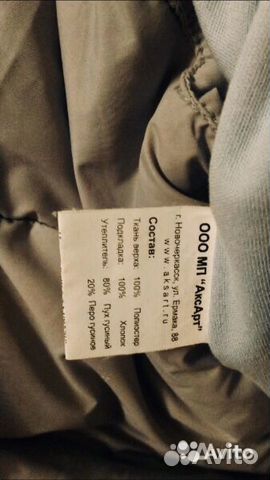 ООО МП "АксАрт"
г. Новочеркасск, ул. Ермака, 88
www.aksart.ru
Состав:
Ткань верха: 100% Полиэстер
Подкладка: 100% Хлопок
Утеплитель: 80% Пух гусиный
20% Перо гусиное
Avito